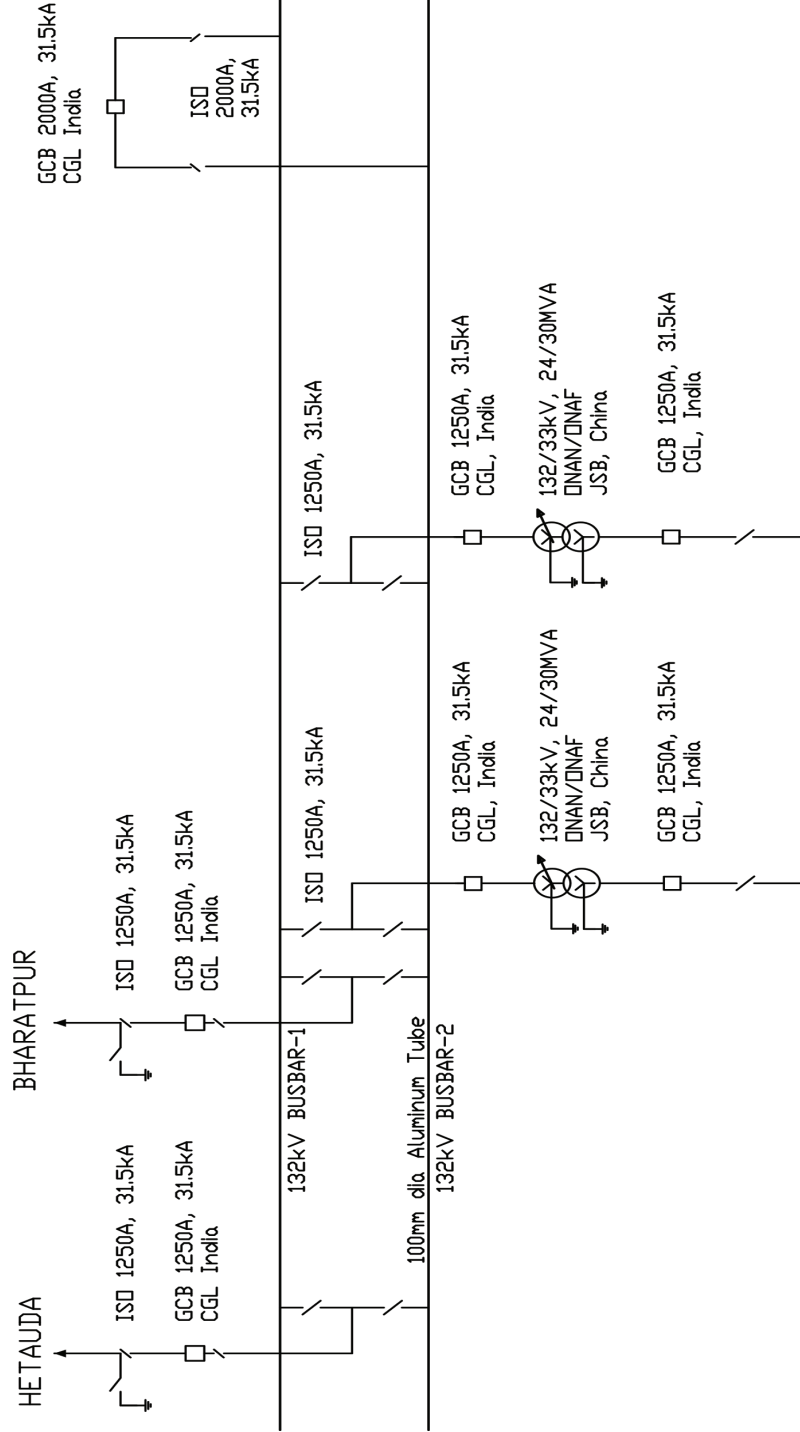 HETAUDA
ISO 1250A, 31.5kA
GCB 1250A, 31.5kA
CGL India
BHARATPUR
ISO 1250A, 31.5kA
GCB 1250A, 31.5kA
CGL India
GCB 2000A, 31.5kA
CGL India
ISO
2000A,
31.5kA
132kV BUSBAR-1
ISO 1250A, 31.5kA
ISO 1250A, 31.5kA
100mm dia Aluminum Tube
132kV BUSBAR-2
GCB 1250A, 31.5kA
CGL, India
132/33kV, 24/30MVA
ONAN/ONAF
JSB, China
GCB 1250A, 31.5kA
CGL, India
GCB 1250A, 31.5kA
CGL, India
132/33kV, 24/30MVA
ONAN/ONAF
JSB, China
GCB 1250A, 31.5kA
CGL, India